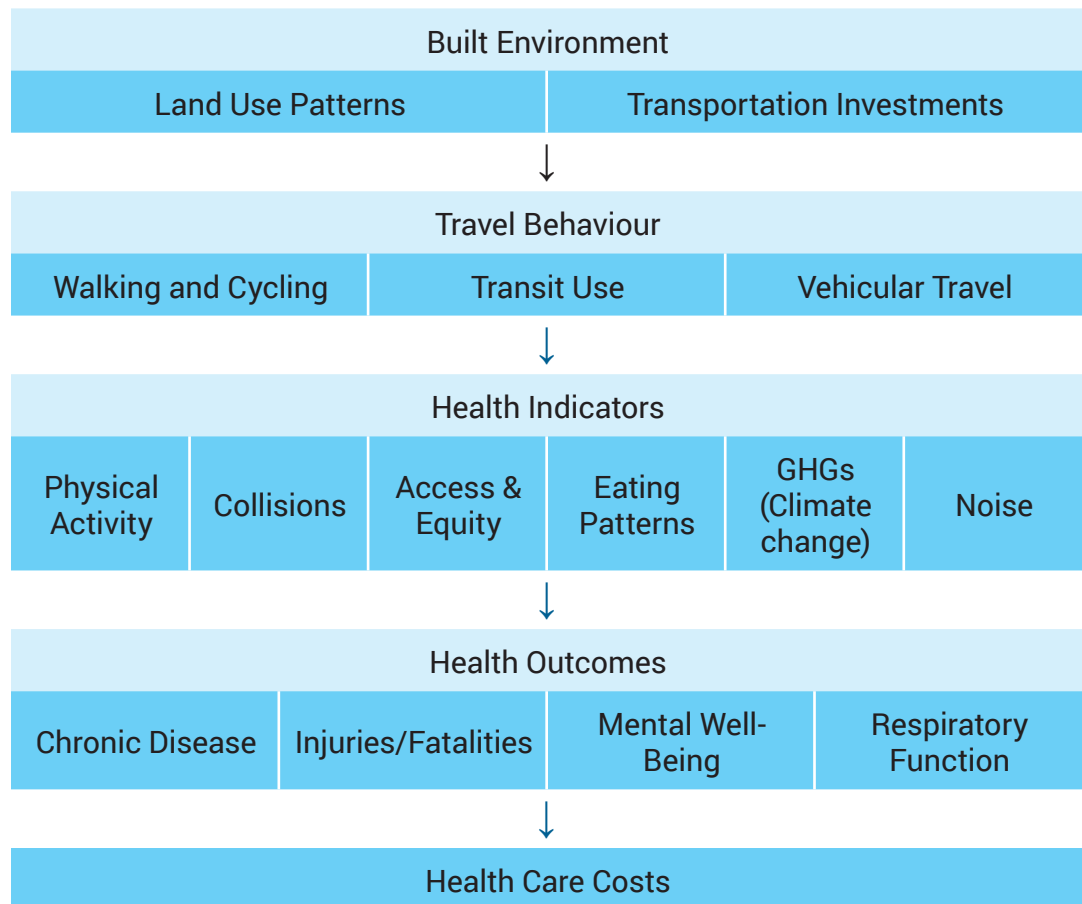 Built Environment
Land Use Patterns
Transportation Investments
Travel Behaviour
Walking and Cycling
Transit Use
Vehicular Travel
Health Indicators
Physical
Activity
Collisions
Access &
Equity
Eating
Patterns
GHGs
(Climate
change)
Noise
Health Outcomes
Chronic Disease
Injuries/Fatalities
Mental Well-
Being
Respiratory
Function
Health Care Costs